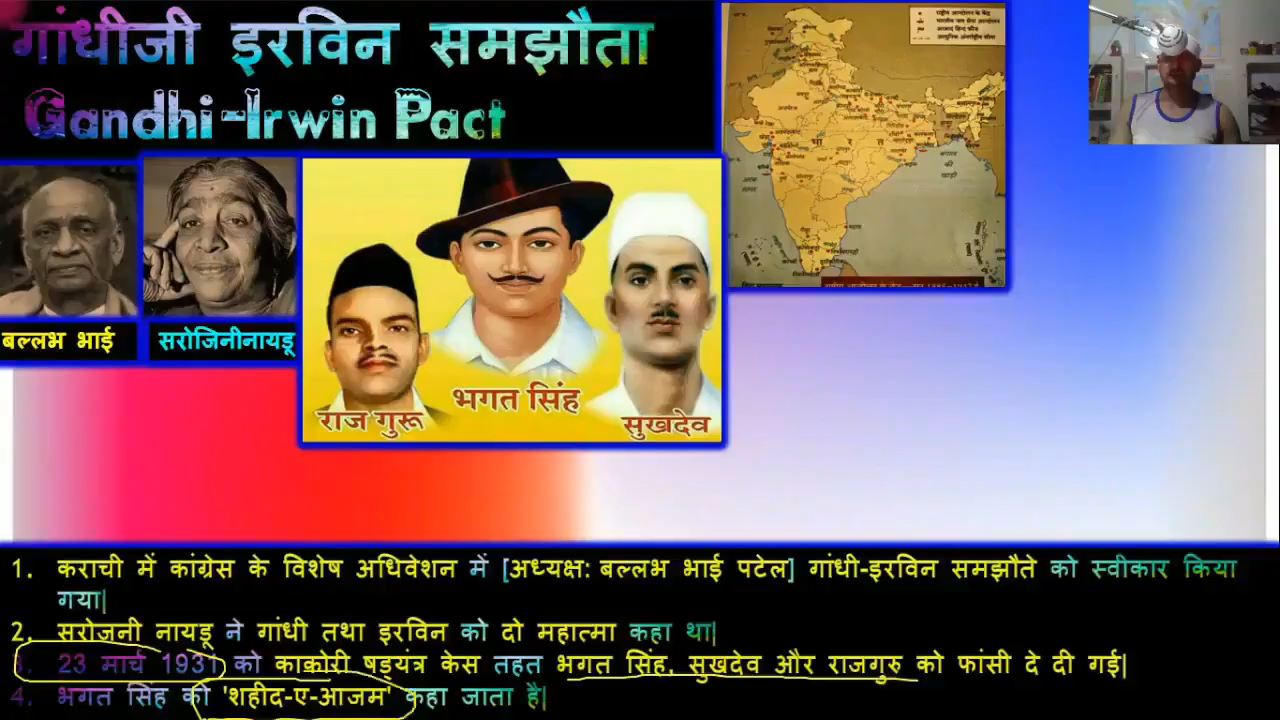 गांधीजी इरविन समझौता
Gandhi-Irwin Pact
बल्लभ भाई
सरोजिनीनायडू
राज गुरू
भगत सिंह
सुखदेव
भा र त
1. कराची में कांग्रेस के विशेष अधिवेशन में [अध्यक्ष: बल्लभ भाई पटेल] गांधी-इरविन समझौते को स्वीकार किया
गया|
2. सरोजनी नायडू ने गांधी तथा इरविन को दो महात्मा कहा था|
3. 23 मार्च 1931 को काकोरी षड्यंत्र केस तहत भगत सिंह, सुखदेव और राजगुरु को फांसी दे दी गई|
4. भगत सिंह को 'शहीद-ए-आजम' कहा जाता है|